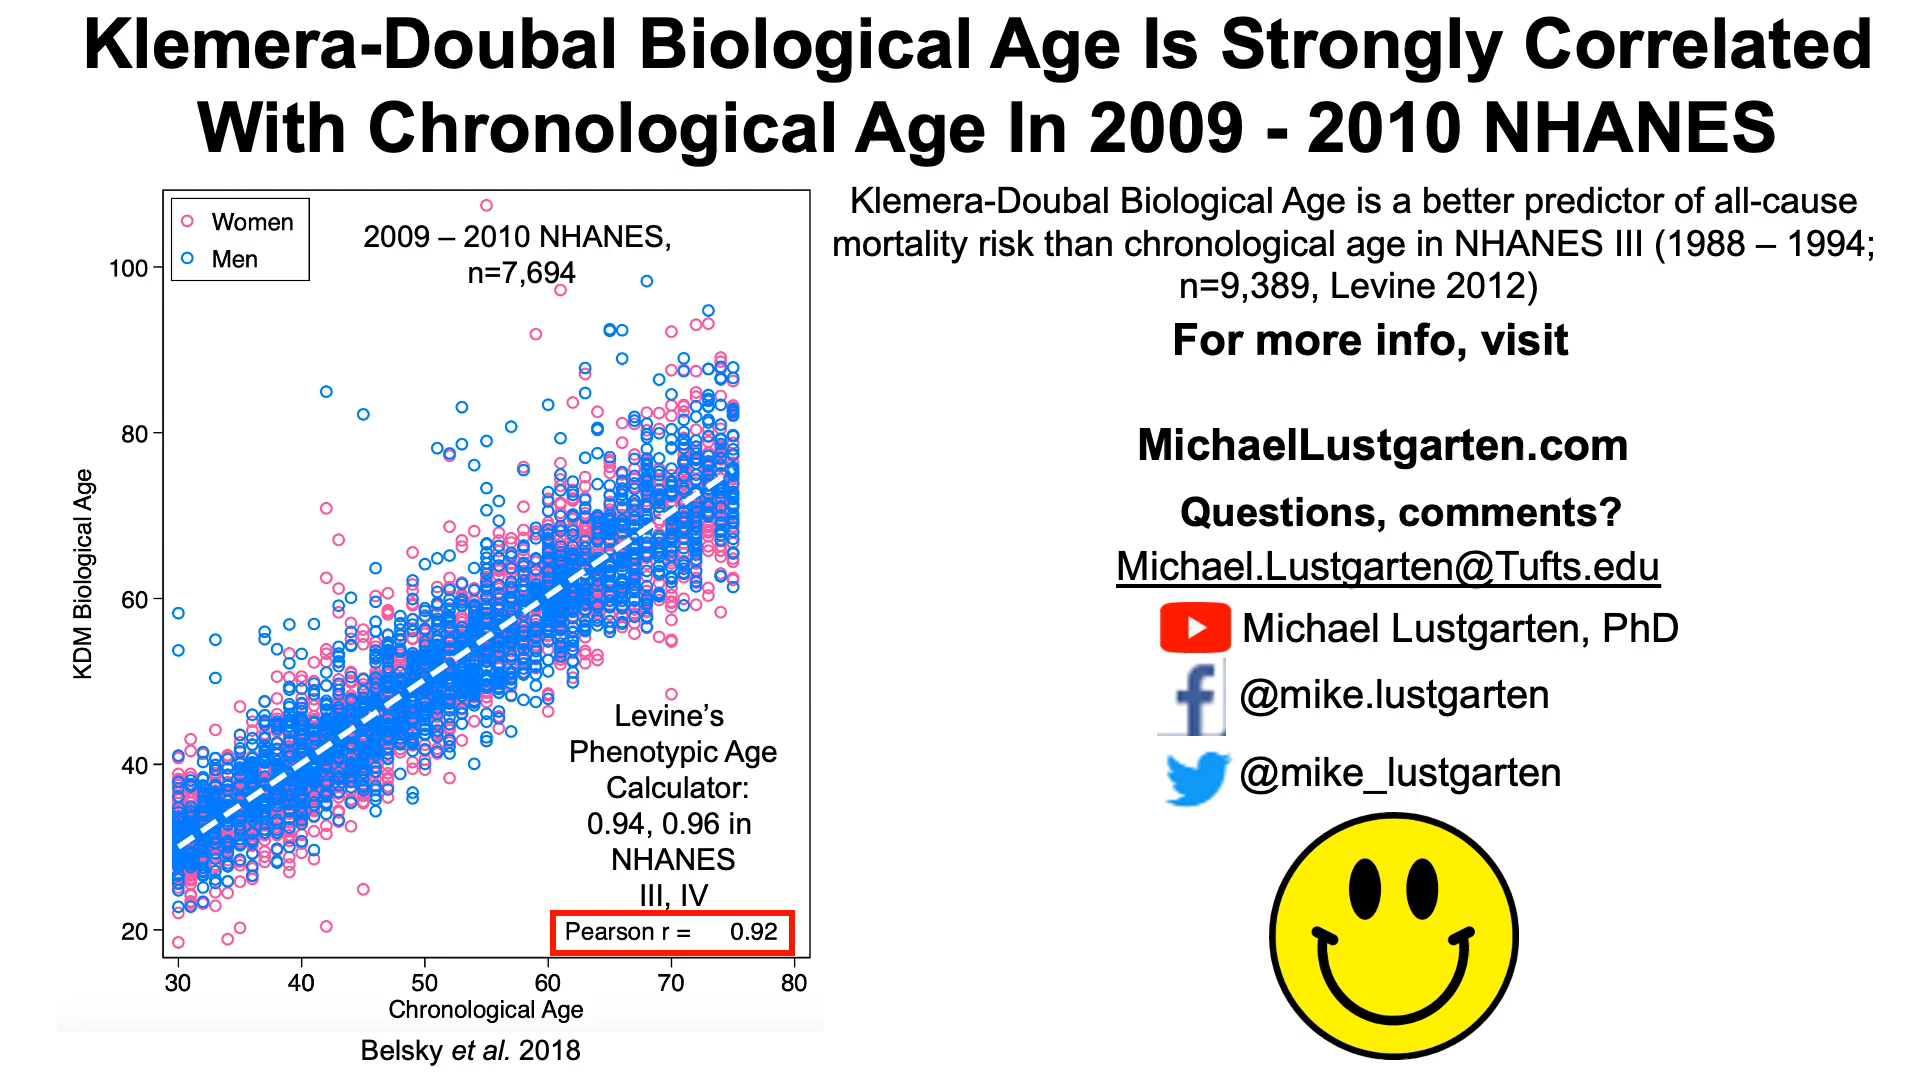 Klemera-Doubal Biological Age Is Strongly Correlated
With Chronological Age In 2009 - 2010 NHANES
Women
Men
2009 – 2010 NHANES,
n=7,694
100
80
60
40
20
KDM Biological Age
Levine’s
Phenotypic Age
Calculator:
0.94, 0.96 in
NHANES
III, IV
Pearson r = 0.92
30 40 50 60 70 80
Chronological Age
Belsky et al. 2018
Klemera-Doubal Biological Age is a better predictor of all-cause
mortality risk than chronological age in NHANES III (1988 – 1994;
n=9,389, Levine 2012)
For more info, visit
MichaelLustgarten.com
Questions, comments?
Michael.Lustgarten@Tufts.edu
Michael Lustgarten, PhD
f @mike.lustgarten
@mike_lustgarten